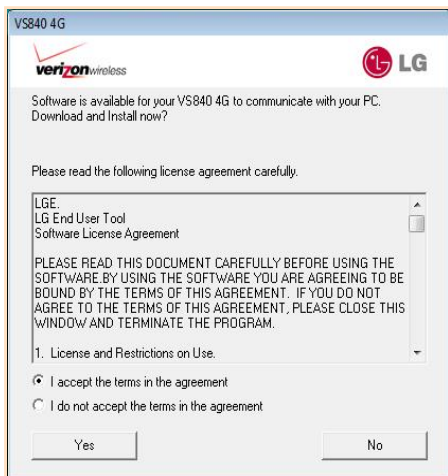 VS840 4G
verizonwireless
LG
Software is available for your VS840 4G to communicate with your PC.
Download and Install now?
Please read the following license agreement carefully.
LGE.
LG End User Tool
Software License Agreement
PLEASE READ THIS DOCUMENT CAREFULLY BEFORE USING THE
SOFTWARE.BY USING THE SOFTWARE YOU ARE AGREEING TO BE
BOUND BY THE TERMS OF THIS AGREEMENT. IF YOU DO NOT
AGREE TO THE TERMS OF THIS AGREEMENT, PLEASE CLOSE THIS
WINDOW AND TERMINATE THE PROGRAM.
1. License and Restrictions on Use.
I accept the terms in the agreement
I do not accept the terms in the agreement
Yes
No